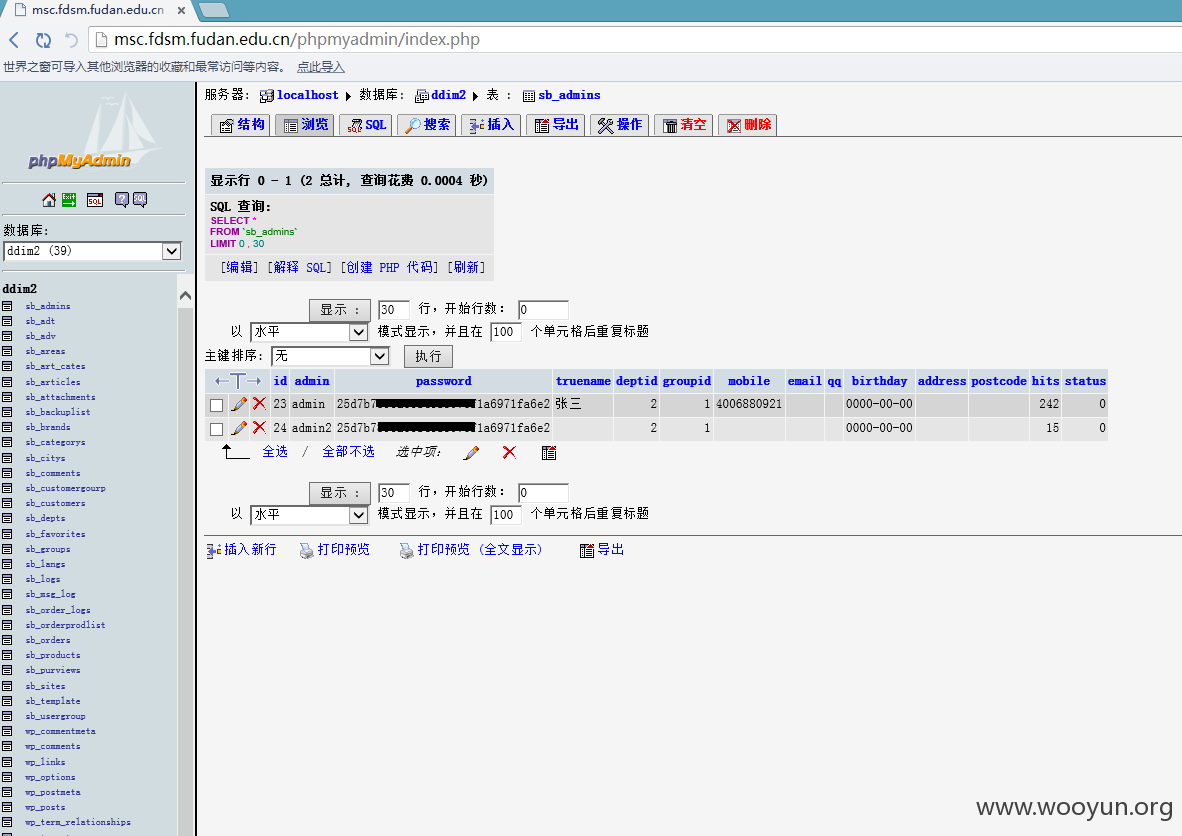 msc.fdsm.fudan.edu.cn
msc.fdsm.fudan.edu.cn/phpmyadmin/index.php
世界之窗可导入其他浏览器的收藏和最常访问等内容。 点此导入
phpMyAdmin
EXIT
SQL
?
SQL
数据库:
ddim2 (39)
ddim2
sb_admins
sb_adt
sb_adv
sb_areas
sb_art_cates
sb_articles
sb_attachments
sb_backuplist
sb_brands
sb_categorys
sb_citys
sb_comments
sb_customergourp
sb_customers
sb_depts
sb_favorites
sb_groups
sb_langs
sb_logs
sb_msg_log
sb_order_logs
sb_orderprodlist
sb_orders
sb_products
sb_purviews
sb_sites
sb_template
sb_usergroup
wp_commentmeta
wp_comments
wp_links
wp_options
wp_postmeta
wp_posts
wp_term_relationships
服务器: localhost 数据库: ddim2 表 : sb_admins
结构 浏览 SQL 搜索 插入 导出 操作 清空 删除
显示行 0 - 1 (2 总计, 查询花费 0.0004 秒)
SQL 查询:
SELECT *
FROM `sb_admins`
LIMIT 0 , 30
[编辑] [解释 SQL] [创建 PHP 代码] [刷新]
显示 : 30 行，开始行数: 0
以 水平 模式显示，并且在 100 个单元格后重复标题
主键排序: 无 执行
←T→ id admin password truename deptid groupid mobile email qq birthday address postcode hits status
23 admin 25d7b7 1a6971fa6e2 张三 2 1 4006880921 0000-00-00 242 0
24 admin2 25d7b7 1a6971fa6e2 2 1 0000-00-00 15 0
全选 / 全部不选 选中项:
显示 : 30 行，开始行数: 0
以 水平 模式显示，并且在 100 个单元格后重复标题
插入新行 打印预览 打印预览 (全文显示) 导出
www.wooyun.org